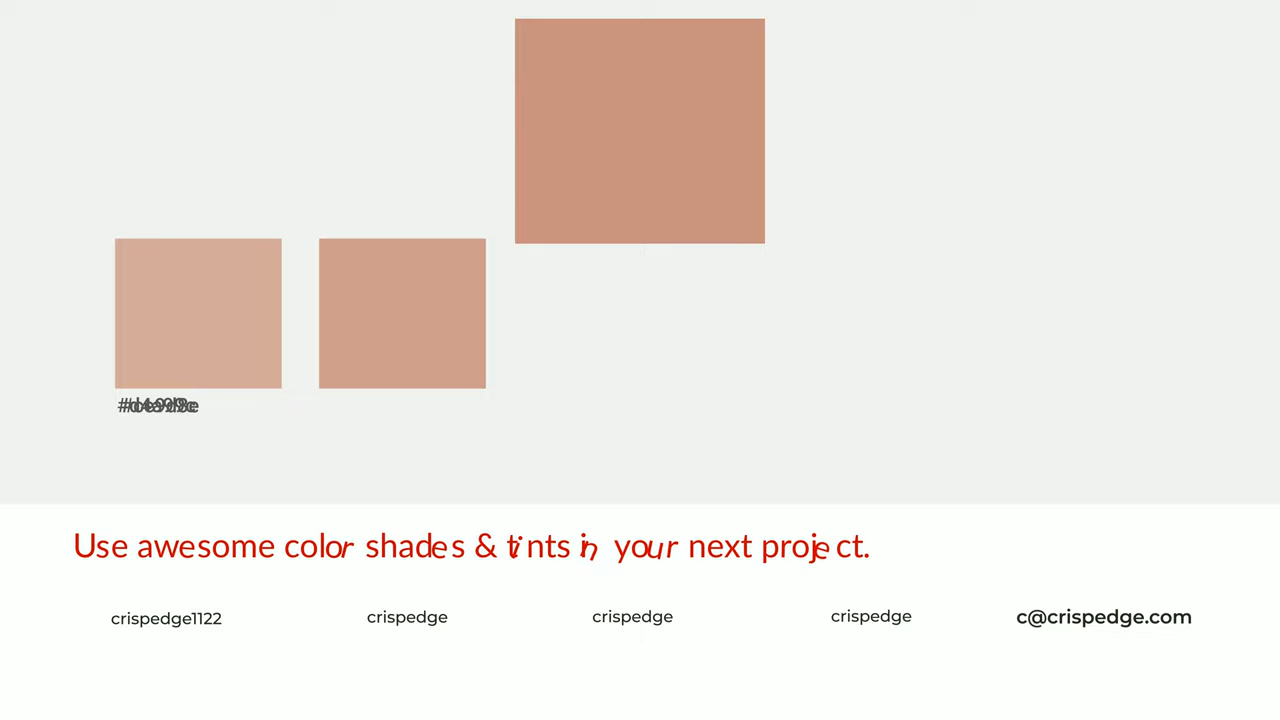 Use awesome color shades & tints in your next project.
crispedge1122 crispedge crispedge crispedge c@crispedge.com